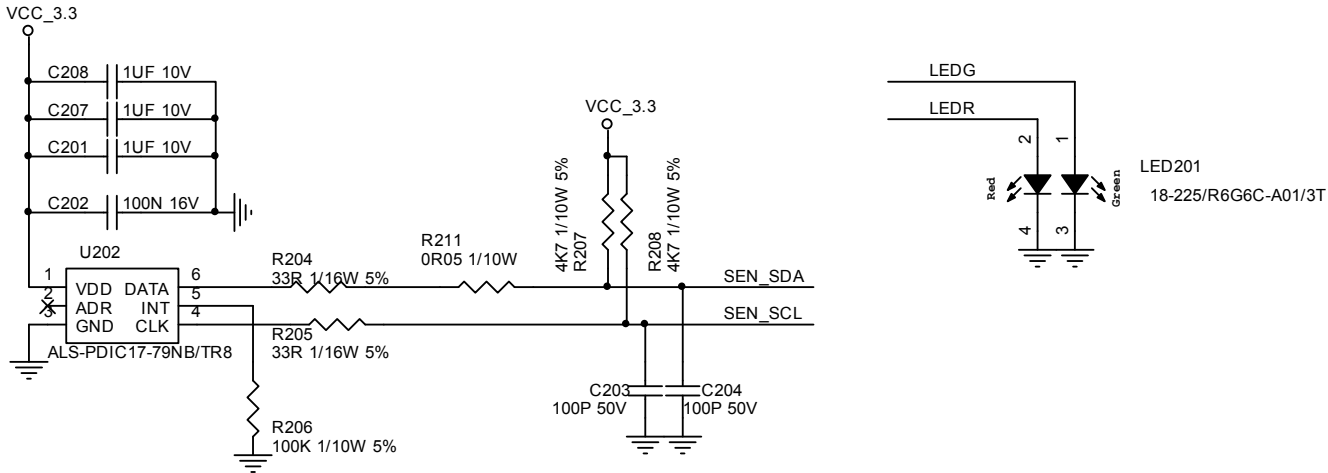 VCC_3.3
C208 1UF 10V
C207 1UF 10V
C201 1UF 10V
C202 100N 16V
U202
1 VDD DATA 6
2 ADR INT 5
3 GND CLK 4
ALS-PDIC17-79NB/TR8
R204
33R 1/16W 5%
R205
33R 1/16W 5%
R206
100K 1/10W 5%
R211
0R05 1/10W
VCC_3.3
4K7 1/10W 5%
R207
R208
4K7 1/10W 5%
SEN_SDA
SEN_SCL
C203
100P 50V
C204
100P 50V
LEDG
LEDR
2
1
Red
Green
4
3
LED201
18-225/R6G6C-A01/3T